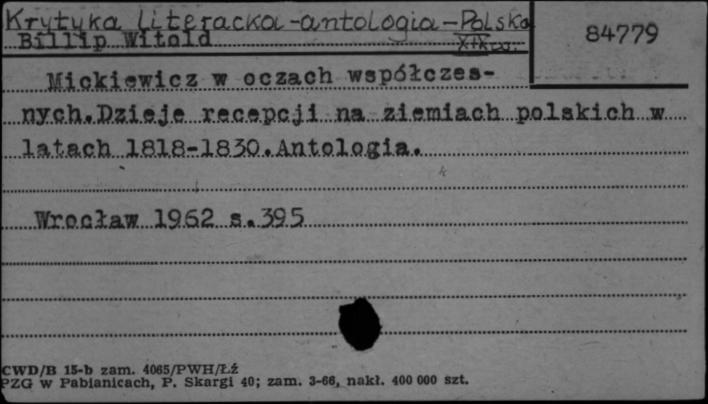 Krytyka literacka-antologia-Polska
XIX w.
84779
Billip Witold
Mickiewicz w oczach współczes-
nych.Dzieje recepcji na ziemiach polskich w
latach 1818-1830.Antologia.
Wrocław 1962 s.395
CWD/B 15-b zam. 4065/PWH/Łź
PZG w Pabianicach, P. Skargi 40; zam. 3-66, nakł. 400 000 szt.